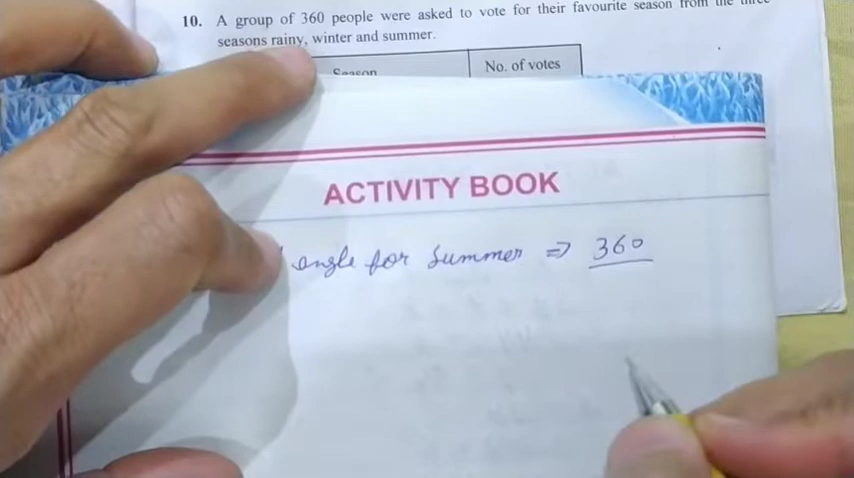 10. A group of 360 people were asked to vote for their favourite season from the three
seasons rainy, winter and summer.
Season No. of votes
ACTIVITY BOOK
angle for Summer ⇒ 360